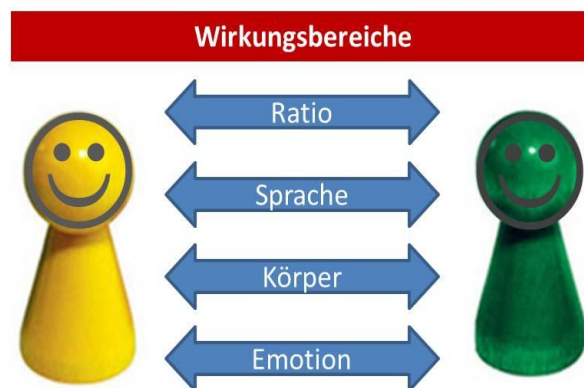 Wirkungsbereiche
Ratio
Sprache
Körper
Emotion